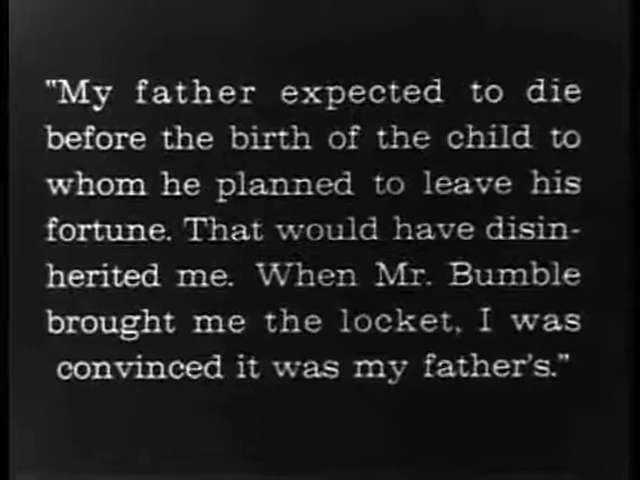 "My father expected to die
before the birth of the child to
whom he planned to leave his
fortune. That would have disin-
herited me. When Mr. Bumble
brought me the locket, I was
convinced it was my father's."